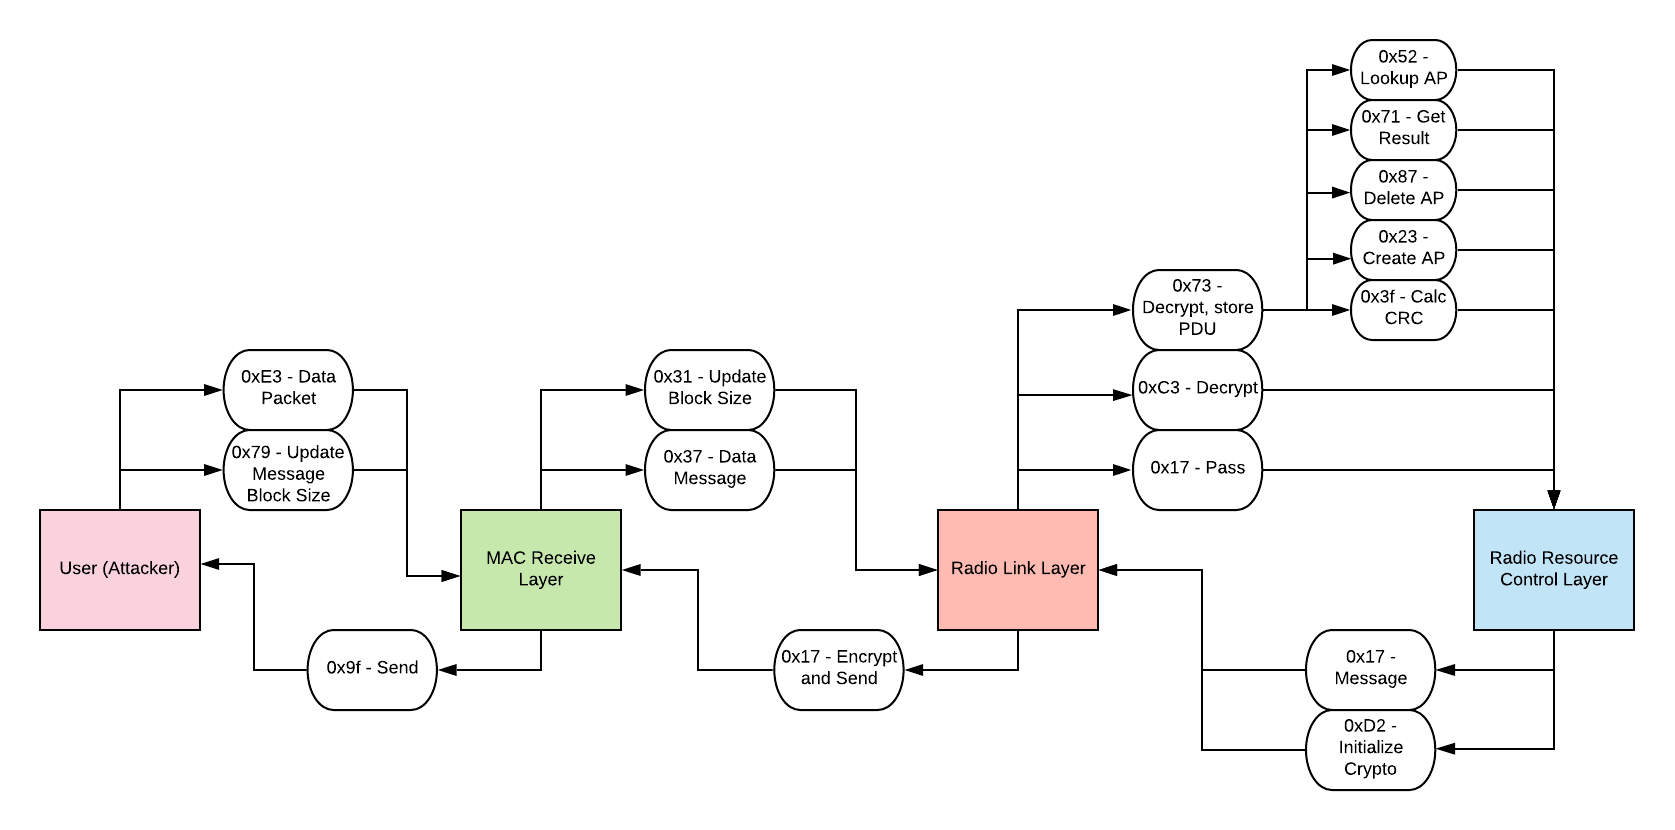 0x52 -
Lookup AP
0x71 - Get
Result
0x87 -
Delete AP
0x23 -
Create AP
0x3f - Calc
CRC
0x73 -
Decrypt, store
PDU
0xC3 - Decrypt
0x17 - Pass
0xE3 - Data
Packet
0x79 - Update
Message
Block Size
0x31 - Update
Block Size
0x37 - Data
Message
User (Attacker)
MAC Receive
Layer
Radio Link Layer
Radio Resource
Control Layer
0x9f - Send
0x17 - Encrypt
and Send
0x17 -
Message
0xD2 -
Initialize
Crypto